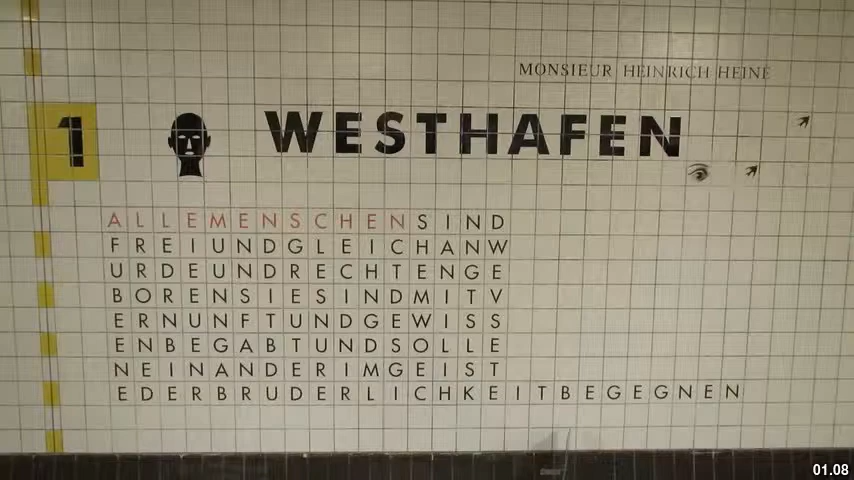 MONSIEUR HEINRICH HEINE
1 WESTHAFEN
ALLEMENSCHENSIND
FREIUNDGLEICHANW
URDEUNDRECHTENGE
BORENSIESINDMITV
ERNUNFTUNDGEWISS
ENBEGABTUNDSOLLE
NEINANDERIMGEIST
EDERBRUDERLICHKEITBEGEGNEN
01.08